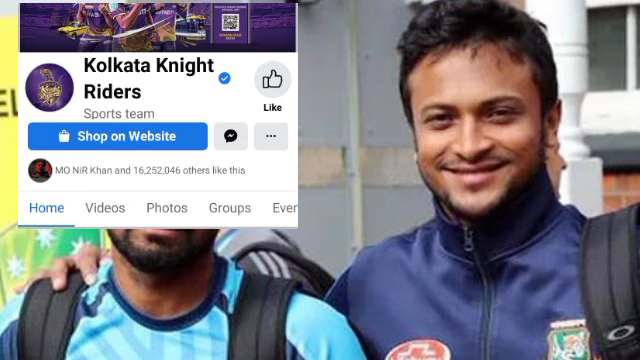 Kolkata Knight
Riders
Sports team
Like
Shop on Website
MO NiR Khan and 16,252,046 others like this
Home Videos Photos Groups Ever